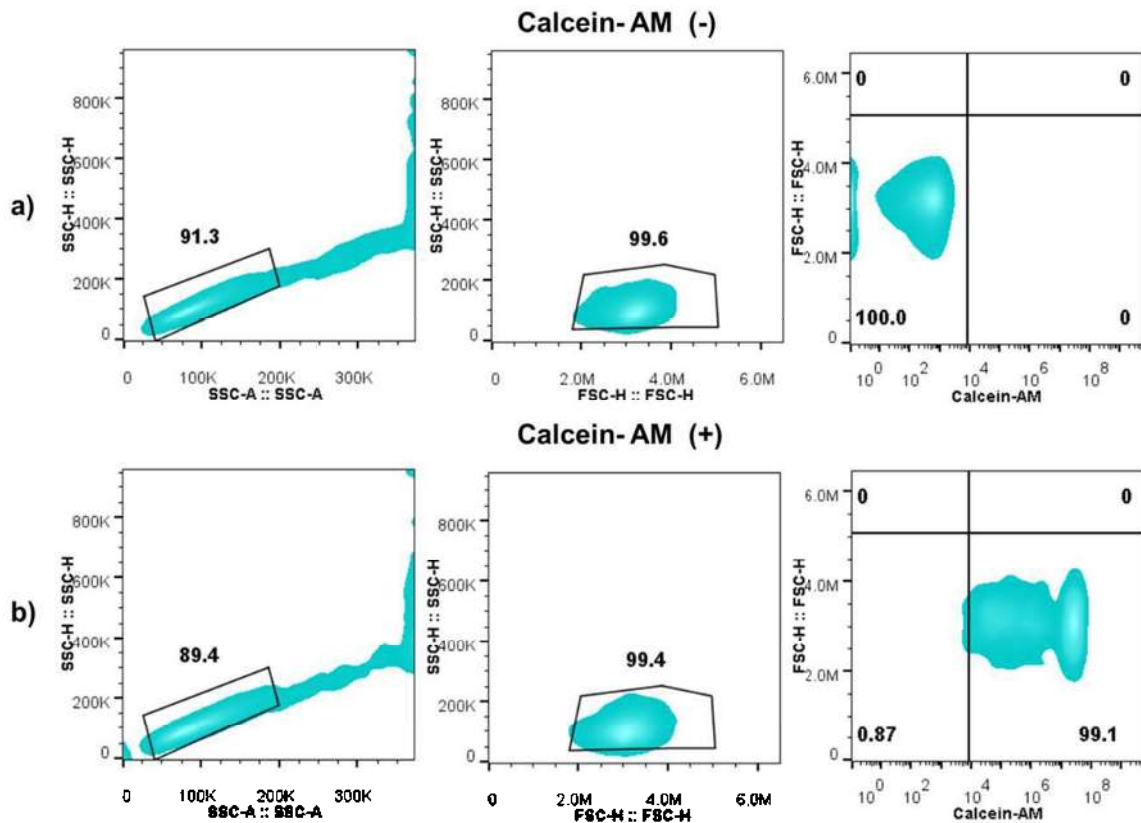 Calcein- AM (-)
a)
SSC-H :: SSC-H
800K
600K
400K
200K
0
91.3
0 100K 200K 300K
SSC-A :: SSC-A
SSC-H :: SSC-H
800K
600K
400K
200K
0
99.6
0 2.0M 4.0M 6.0M
FSC-H :: FSC-H
FSC-H :: FSC-H
6.0M
4.0M
2.0M
0
0 0
100.0 0
10^0 10^2 10^4 10^6 10^8
Calcein-AM
Calcein- AM (+)
b)
SSC-H :: SSC-H
800K
600K
400K
200K
0
89.4
0 100K 200K 300K
SSC-A :: SSC-A
SSC-H :: SSC-H
800K
600K
400K
200K
0
99.4
0 2.0M 4.0M 6.0M
FSC-H :: FSC-H
FSC-H :: FSC-H
6.0M
4.0M
2.0M
0
0 0
0.87 99.1
10^0 10^2 10^4 10^6 10^8
Calcein-AM